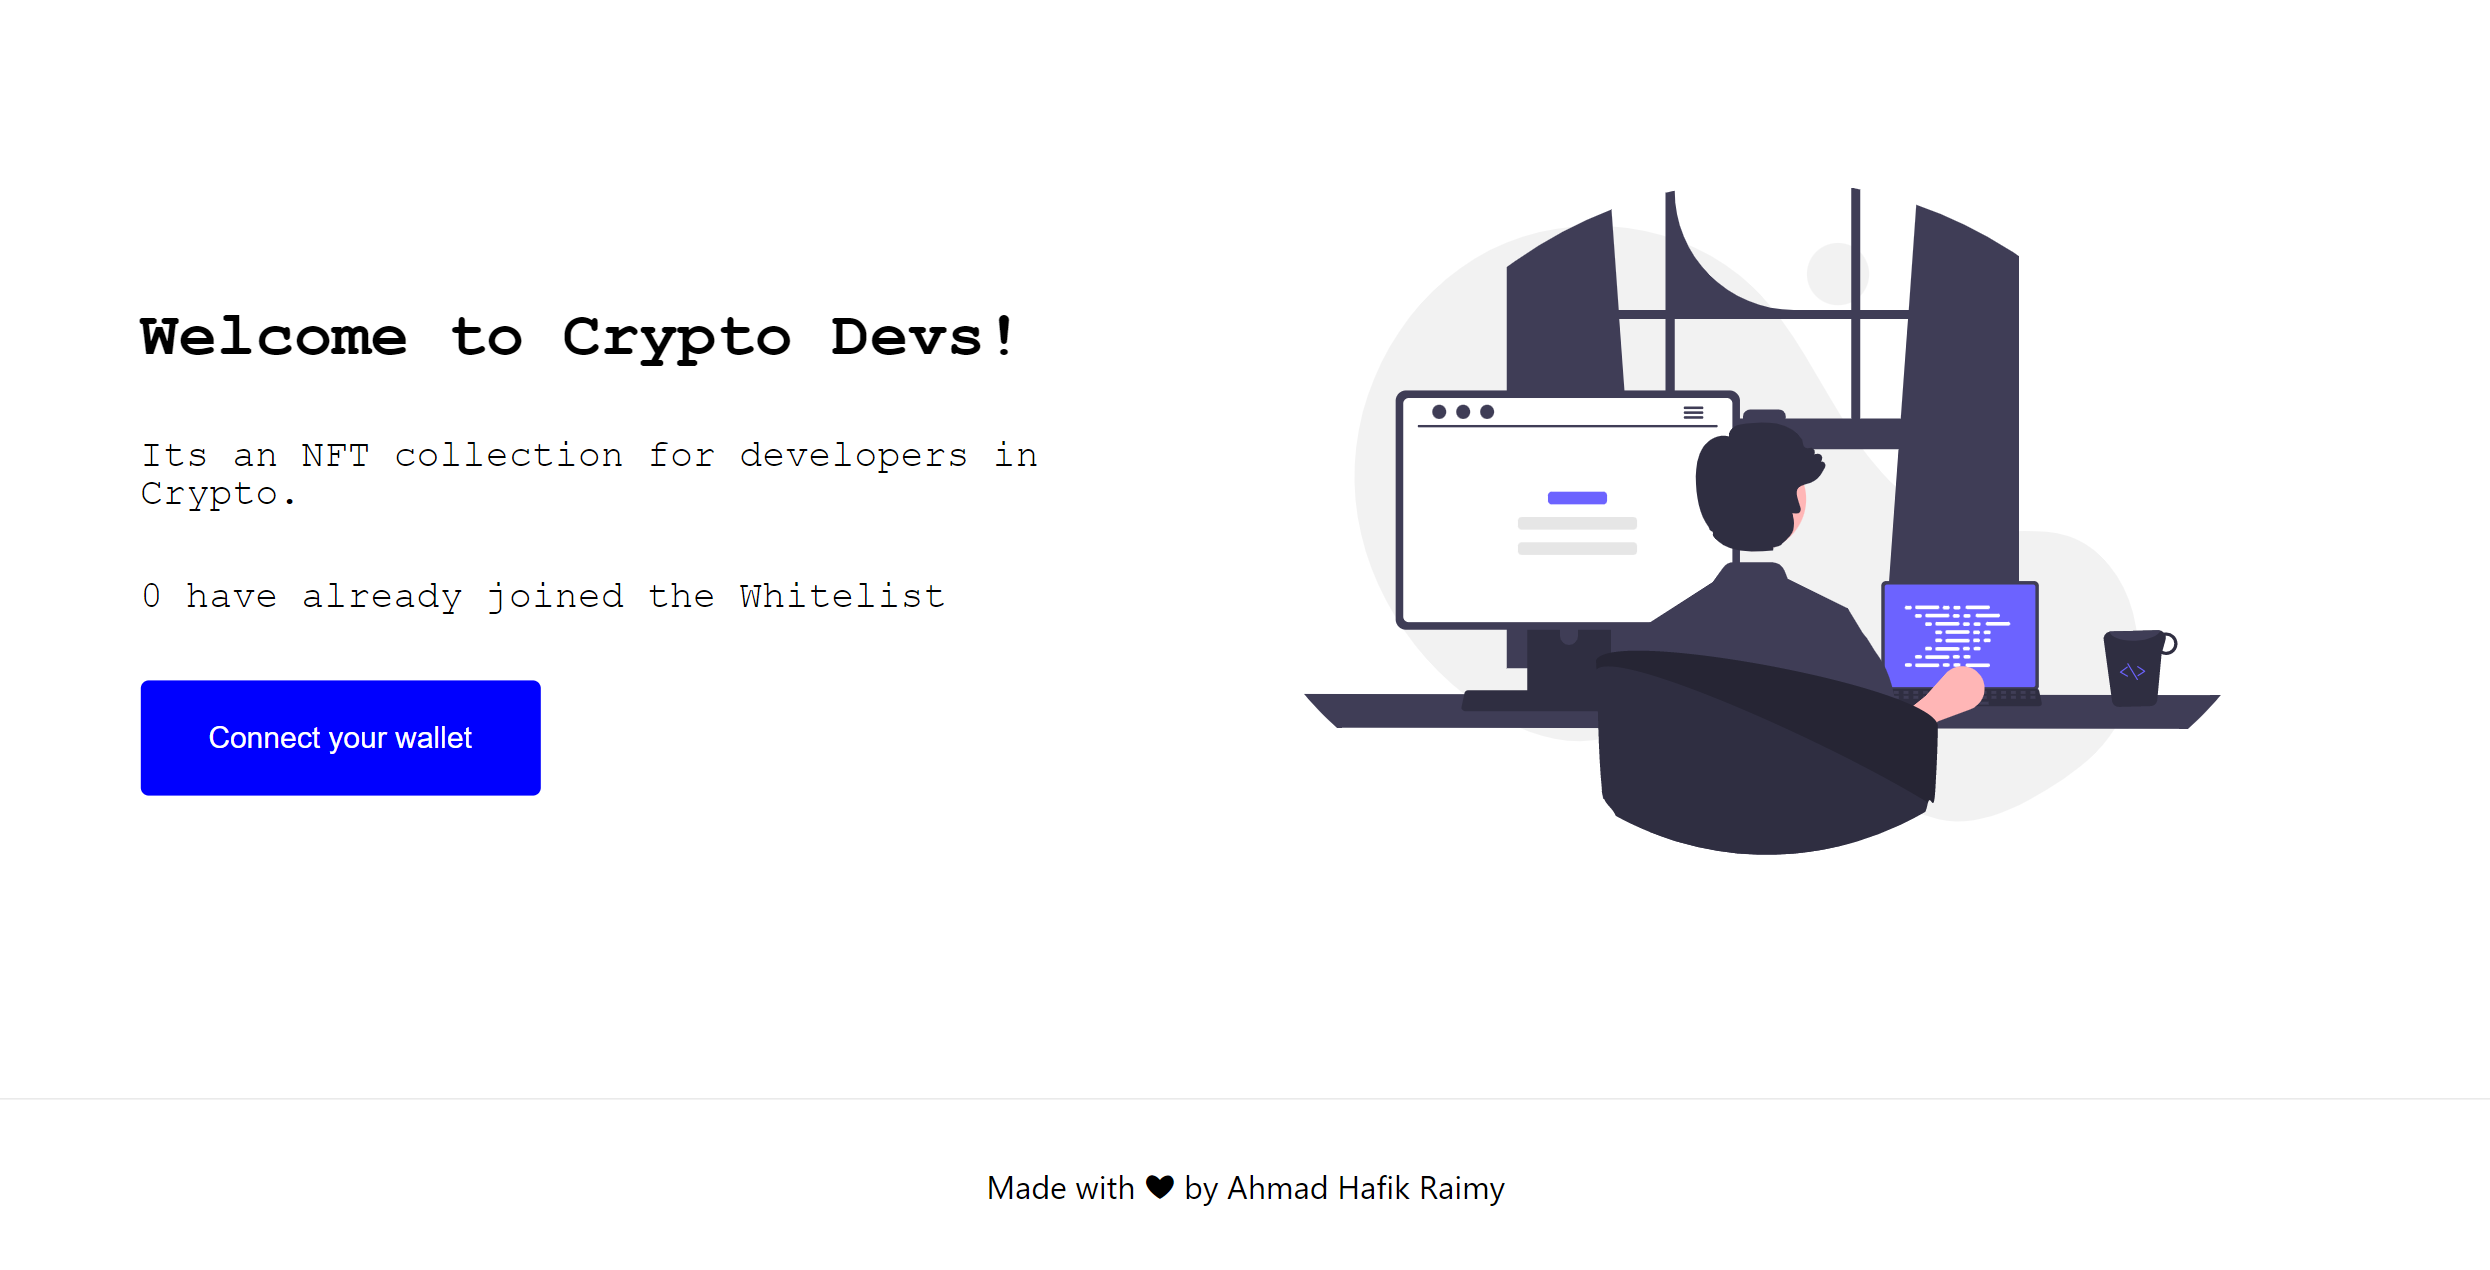 Welcome to Crypto Devs!
Its an NFT collection for developers in
Crypto.
0 have already joined the Whitelist
Connect your wallet
<\>
Made with ♥ by Ahmad Hafik Raimy